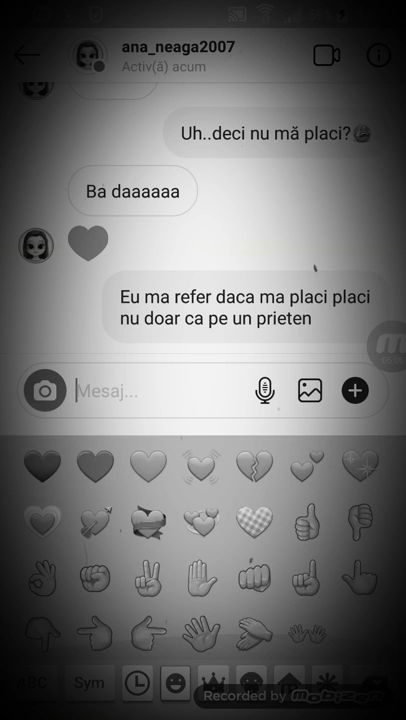 ana_neaga2007
Activ(ă) acum
Uh..deci nu mă placi?
Ba daaaaaa
Eu ma refer daca ma placi placi
nu doar ca pe un prieten
Mesaj...
ABC
Sym
Recorded by mobizen